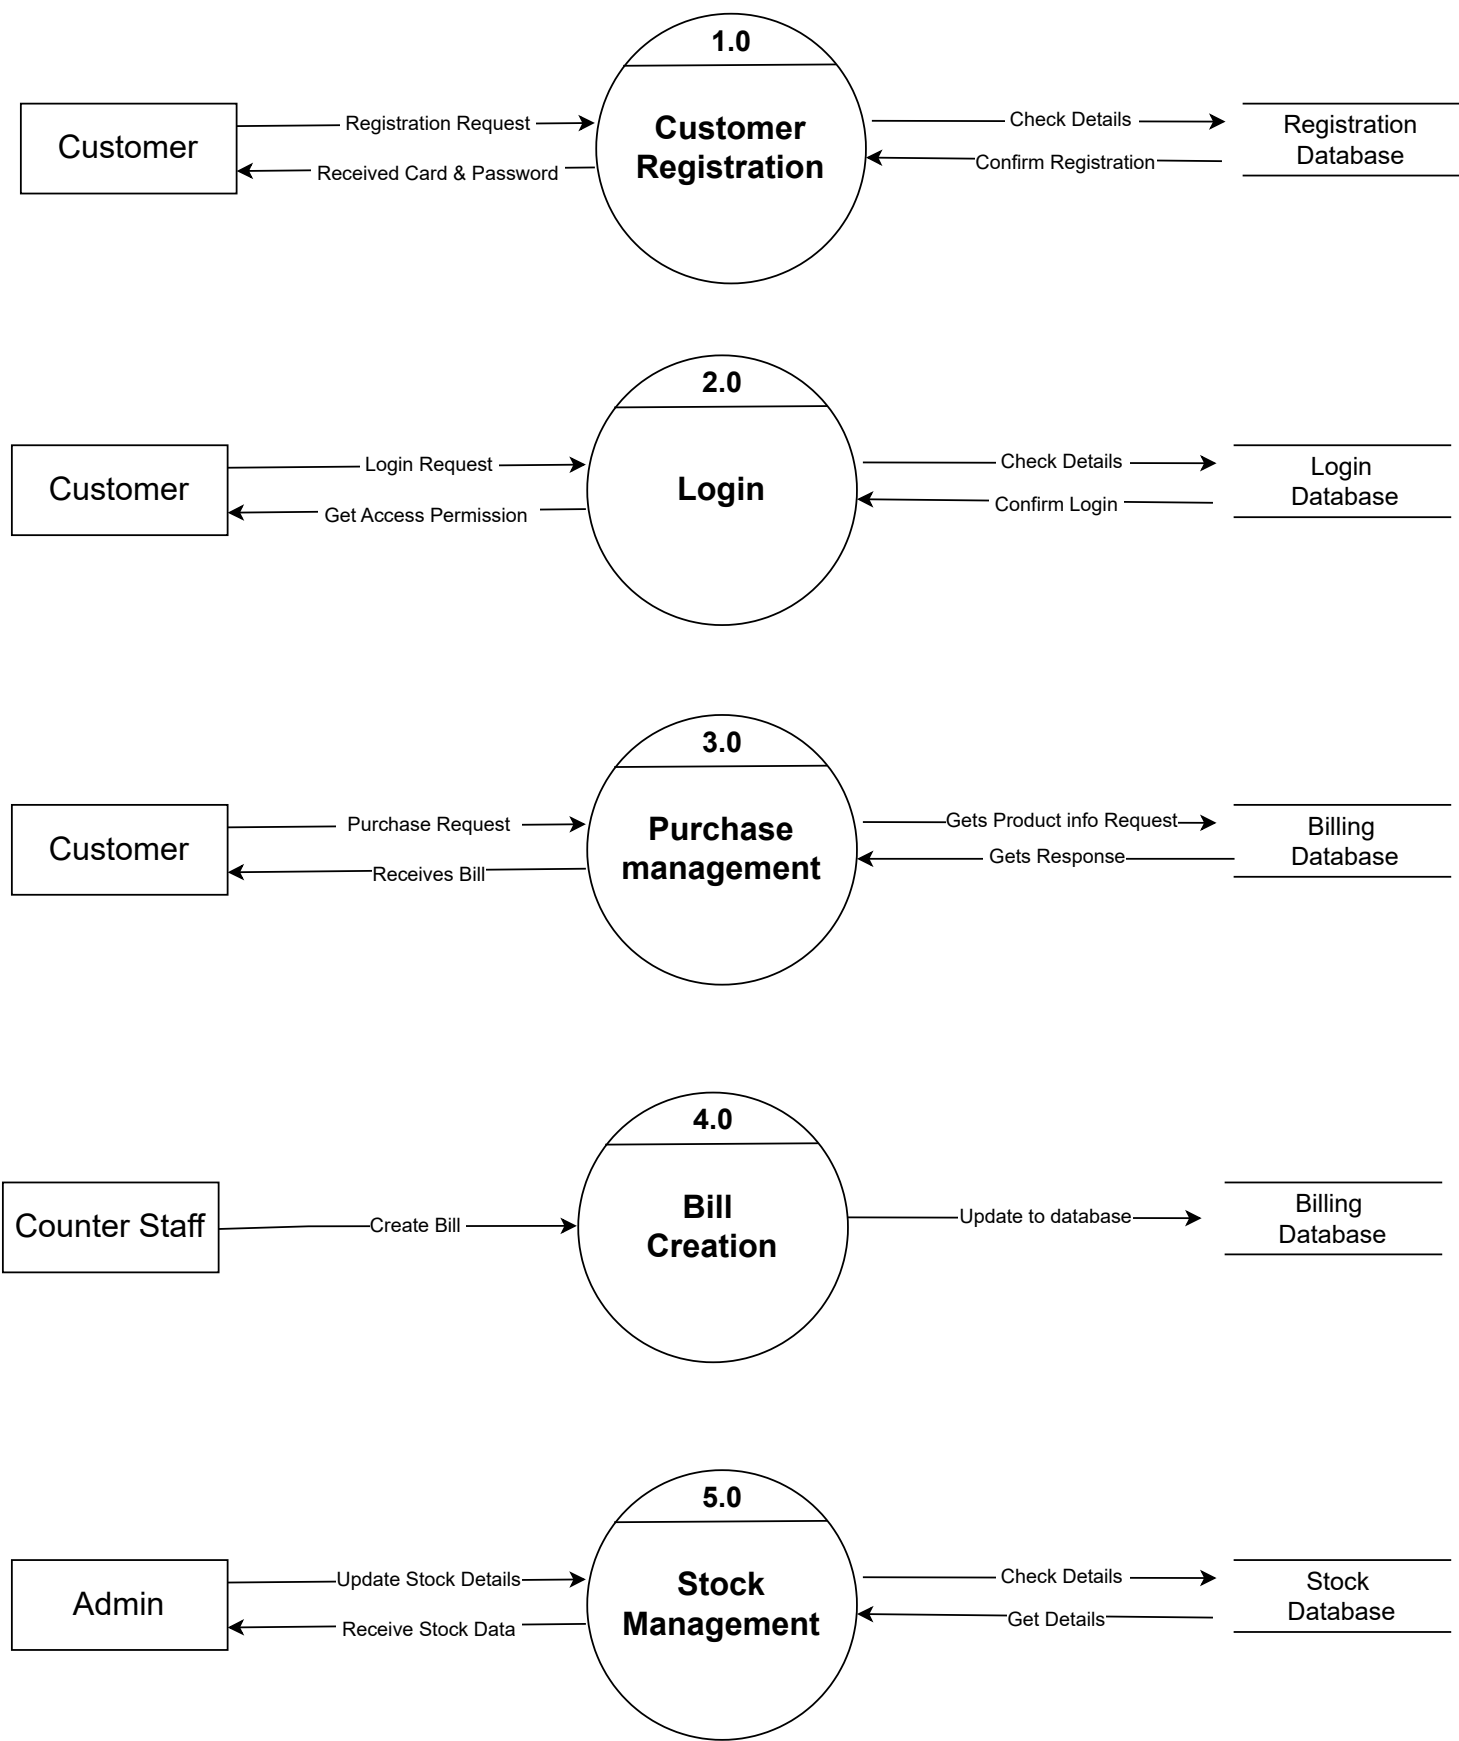 1.0
Customer
Registration Request
Received Card & Password
Customer
Registration
Check Details
Confirm Registration
Registration
Database
2.0
Customer
Login Request
Get Access Permission
Login
Check Details
Confirm Login
Login
Database
3.0
Customer
Purchase Request
Receives Bill
Purchase
management
Gets Product info Request
Gets Response
Billing
Database
4.0
Counter Staff
Create Bill
Bill
Creation
Update to database
Billing
Database
5.0
Admin
Update Stock Details
Receive Stock Data
Stock
Management
Check Details
Get Details
Stock
Database